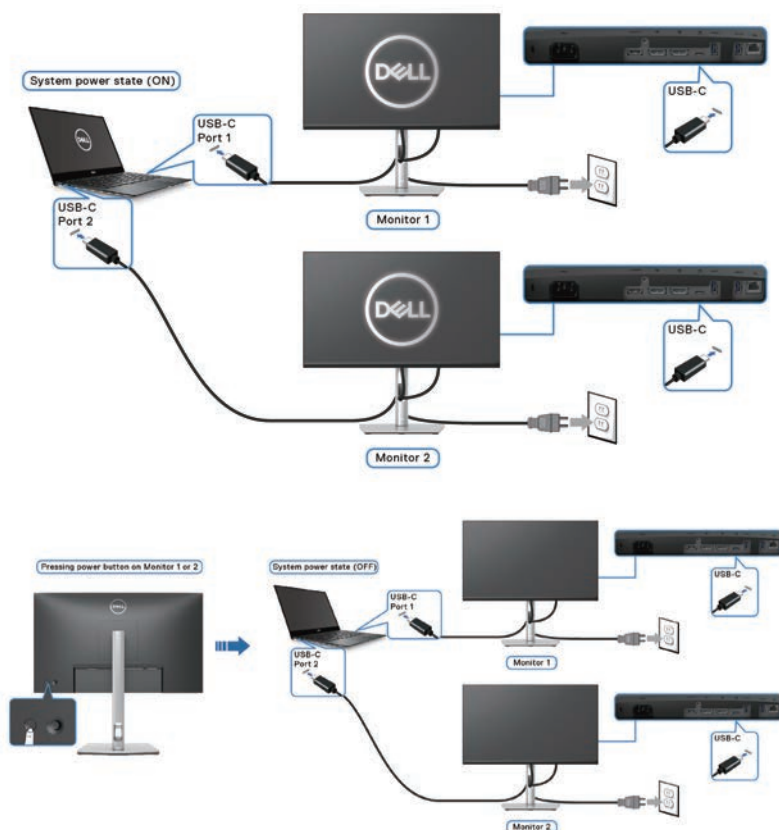 System power state (ON)
DELL
DELL
USB-C
Port 1
USB-C
USB-C
Port 2
Monitor 1
DELL
USB-C
Monitor 2
Pressing power button on Monitor 1 or 2
System power state (OFF)
DELL
USB-C
Port 1
USB-C
USB-C
Port 2
Monitor 1
USB-C
Monitor 2